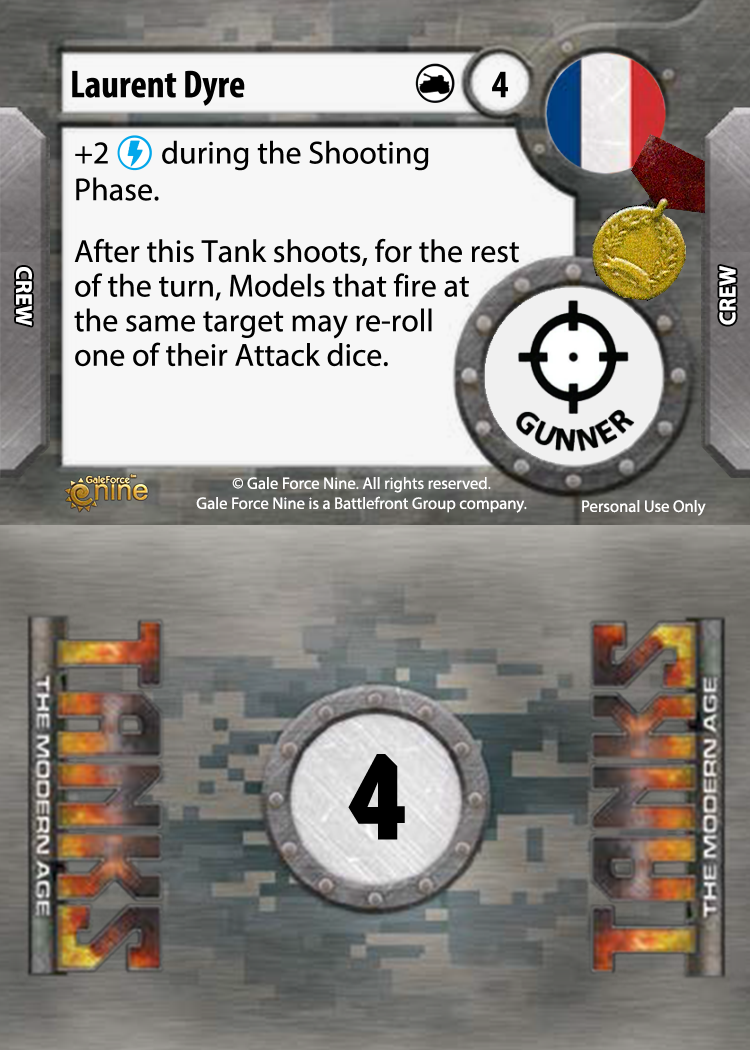 Laurent Dyre
4
+2 during the Shooting
Phase.
After this Tank shoots, for the rest
of the turn, Models that fire at
the same target may re-roll
one of their Attack dice.
CREW
CREW
GUNNER
GaleForce™
nine
© Gale Force Nine. All rights reserved.
Gale Force Nine is a Battlefront Group company.
Personal Use Only
TANKS
THE MODERN AGE
4
TANKS
THE MODERN AGE